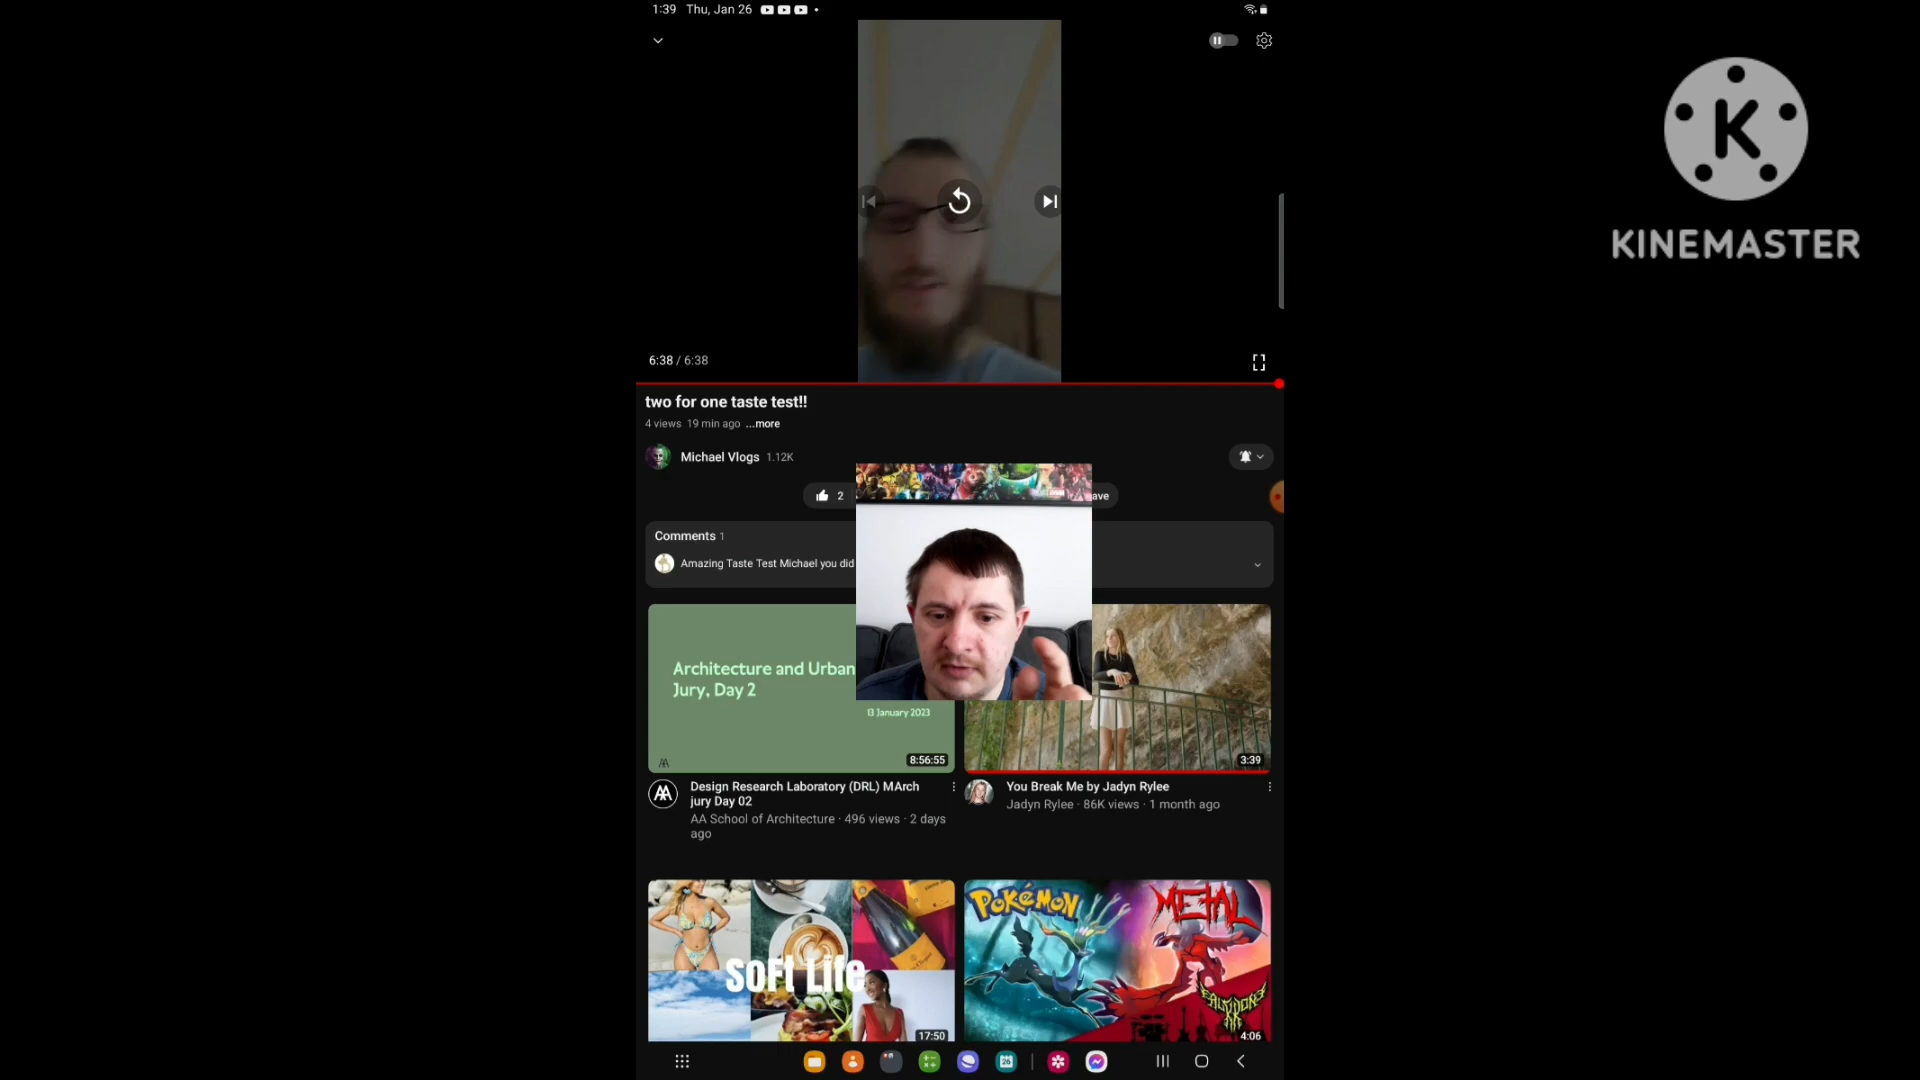 1:39 Thu, Jan 26
K
KINEMASTER
6:38 / 6:38
two for one taste test!!
4 views 19 min ago ...more
Michael Vlogs 1.12K
2
ave
Comments 1
Amazing Taste Test Michael you did
Architecture and Urban
Jury, Day 2
13 January 2023
AA
8:56:55
3:39
AA
Design Research Laboratory (DRL) MArch
jury Day 02
AA School of Architecture · 496 views · 2 days
ago
You Break Me by Jadyn Rylee
Jadyn Rylee · 86K views · 1 month ago
SOFt Life
17:50
POKéMON
METAL
4:06
26